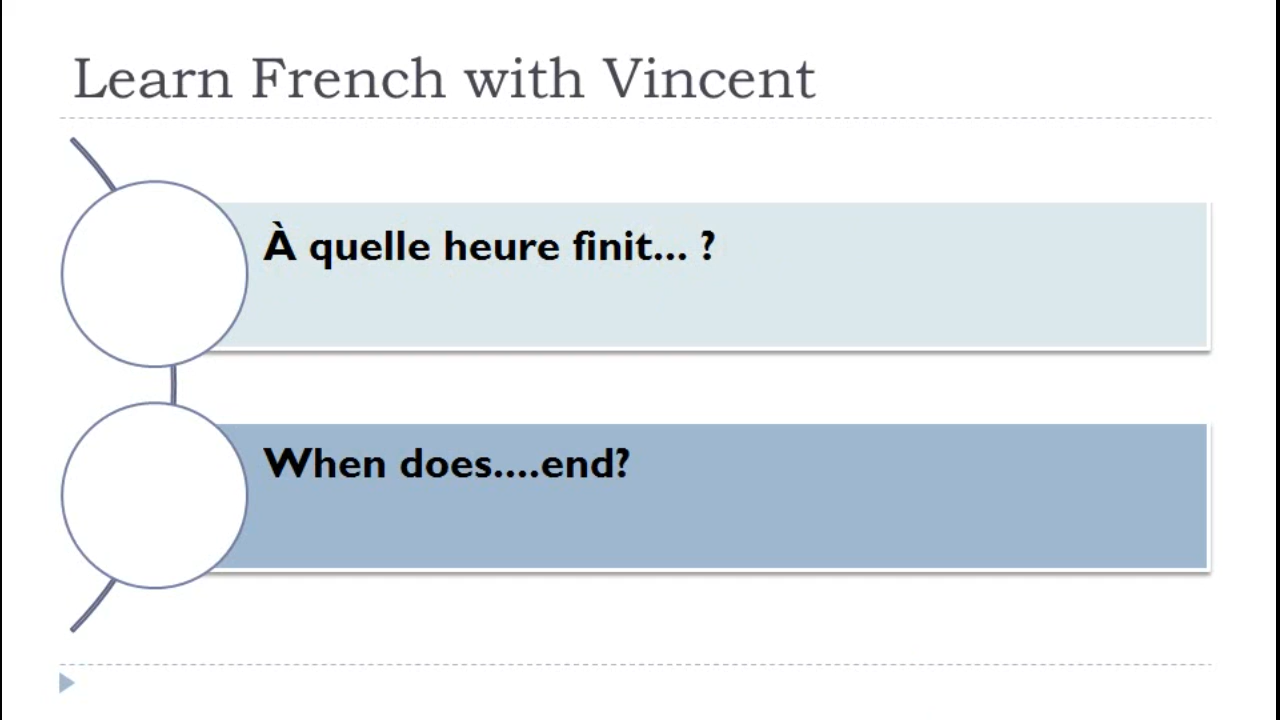 Learn French with Vincent
À quelle heure finit... ?
When does....end?